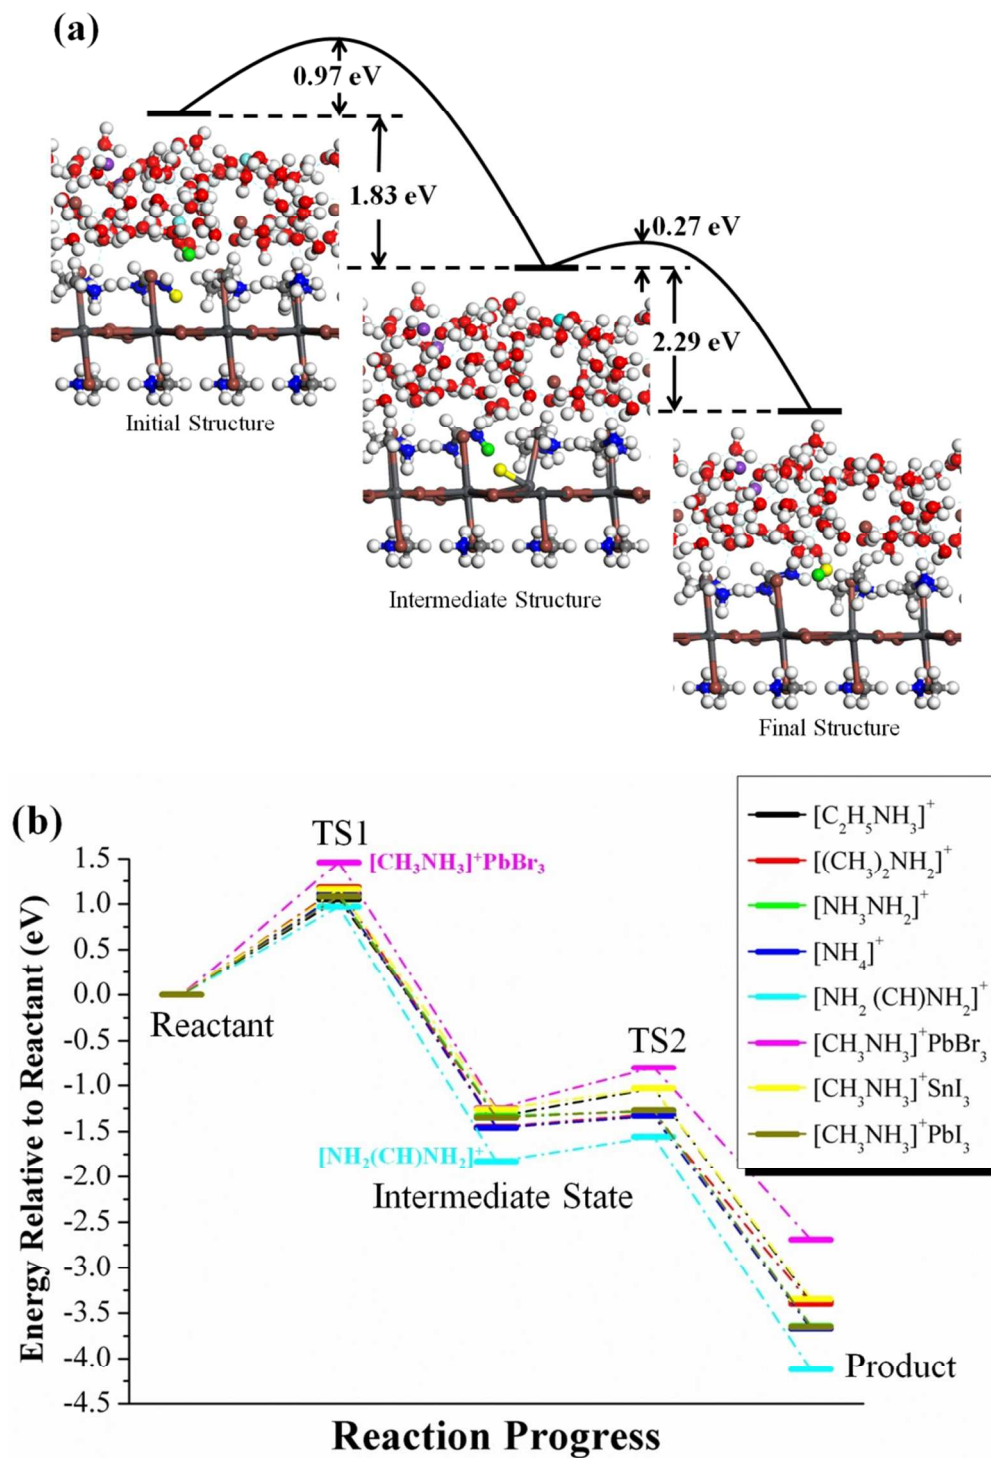 (a)
0.97 eV
1.83 eV
0.27 eV
2.29 eV
Initial Structure
Intermediate Structure
Final Structure
(b)
TS1
[CH₃NH₃]⁺PbBr₃
[C₂H₅NH₃]⁺
[(CH₃)₂NH₂]⁺
[NH₃NH₂]⁺
[NH₄]⁺
[NH₂ (CH)NH₂]⁺
[CH₃NH₃]⁺PbBr₃
[CH₃NH₃]⁺SnI₃
[CH₃NH₃]⁺PbI₃
1.5
1.0
0.5
0.0
-0.5
-1.0
-1.5
-2.0
-2.5
-3.0
-3.5
-4.0
-4.5
Energy Relative to Reactant (eV)
Reactant
TS2
[NH₂(CH)NH₂]⁺
Intermediate State
Product
Reaction Progress